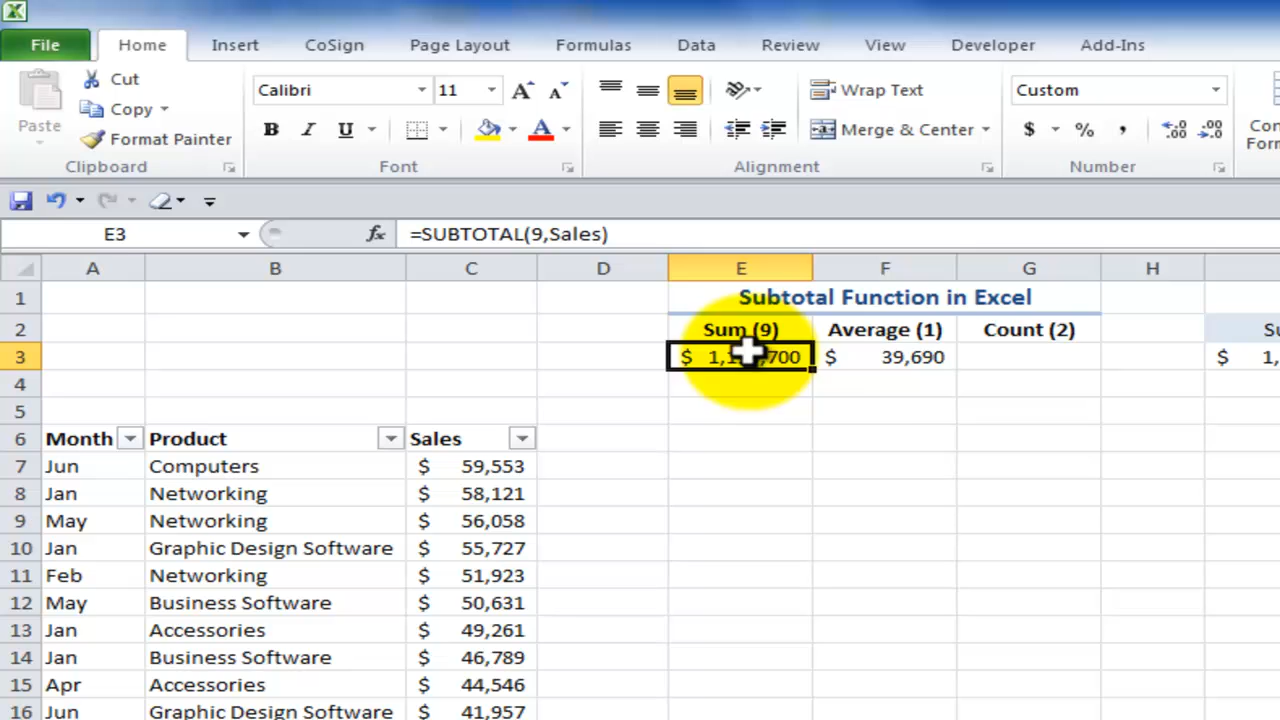 File Home Insert CoSign Page Layout Formulas Data Review View Developer Add-Ins
Paste Cut Calibri 11 A A Wrap Text Custom
Copy
Format Painter B I U A Merge & Center $ % , .00 .00
Clipboard Font Alignment Number
E3 fx =SUBTOTAL(9,Sales)
A B C D E F G H
1 Subtotal Function in Excel
2 Sum (9) Average (1) Count (2)
3 $ 700 $ 39,690 $ 1,
4
5
6 Month Product Sales
7 Jun Computers $ 59,553
8 Jan Networking $ 58,121
9 May Networking $ 56,058
10 Jan Graphic Design Software $ 55,727
11 Feb Networking $ 51,923
12 May Business Software $ 50,631
13 Jan Accessories $ 49,261
14 Jan Business Software $ 46,789
15 Apr Accessories $ 44,546
16 Jun Graphic Design Software $ 41,957